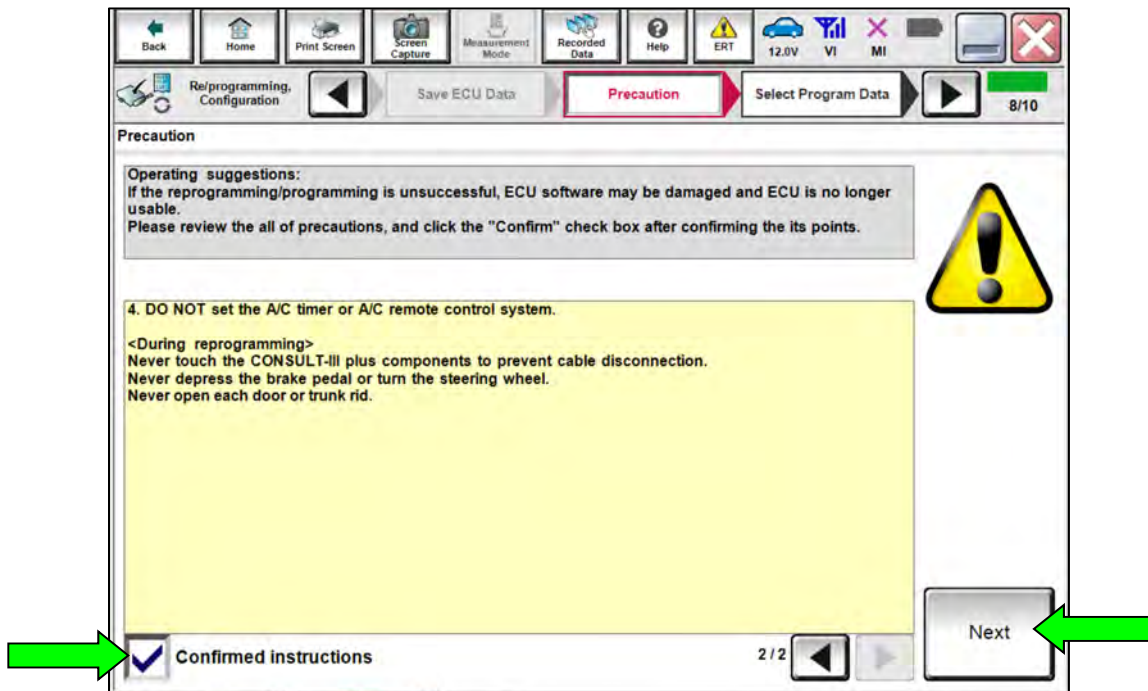 Back Home Print Screen Screen Capture Measurement Mode Recorded Data Help ERT 12.0V VI MI
Re/programming, Configuration Save ECU Data Precaution Select Program Data 8/10
Precaution
Operating suggestions:
If the reprogramming/programming is unsuccessful, ECU software may be damaged and ECU is no longer
usable.
Please review the all of precautions, and click the "Confirm" check box after confirming the its points.
4. DO NOT set the A/C timer or A/C remote control system.
<During reprogramming>
Never touch the CONSULT-III plus components to prevent cable disconnection.
Never depress the brake pedal or turn the steering wheel.
Never open each door or trunk rid.
Confirmed instructions 2/2 Next